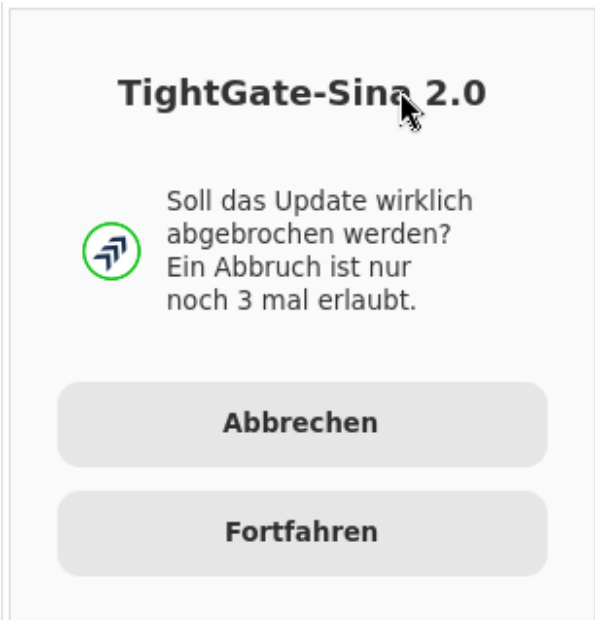 TightGate-Sina 2.0
Soll das Update wirklich
abgebrochen werden?
Ein Abbruch ist nur
noch 3 mal erlaubt.
Abbrechen
Fortfahren